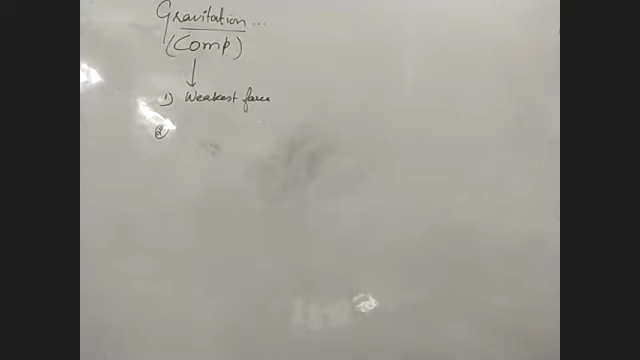 Gravitation...
(Comp)
↓
1) Weakest force
②